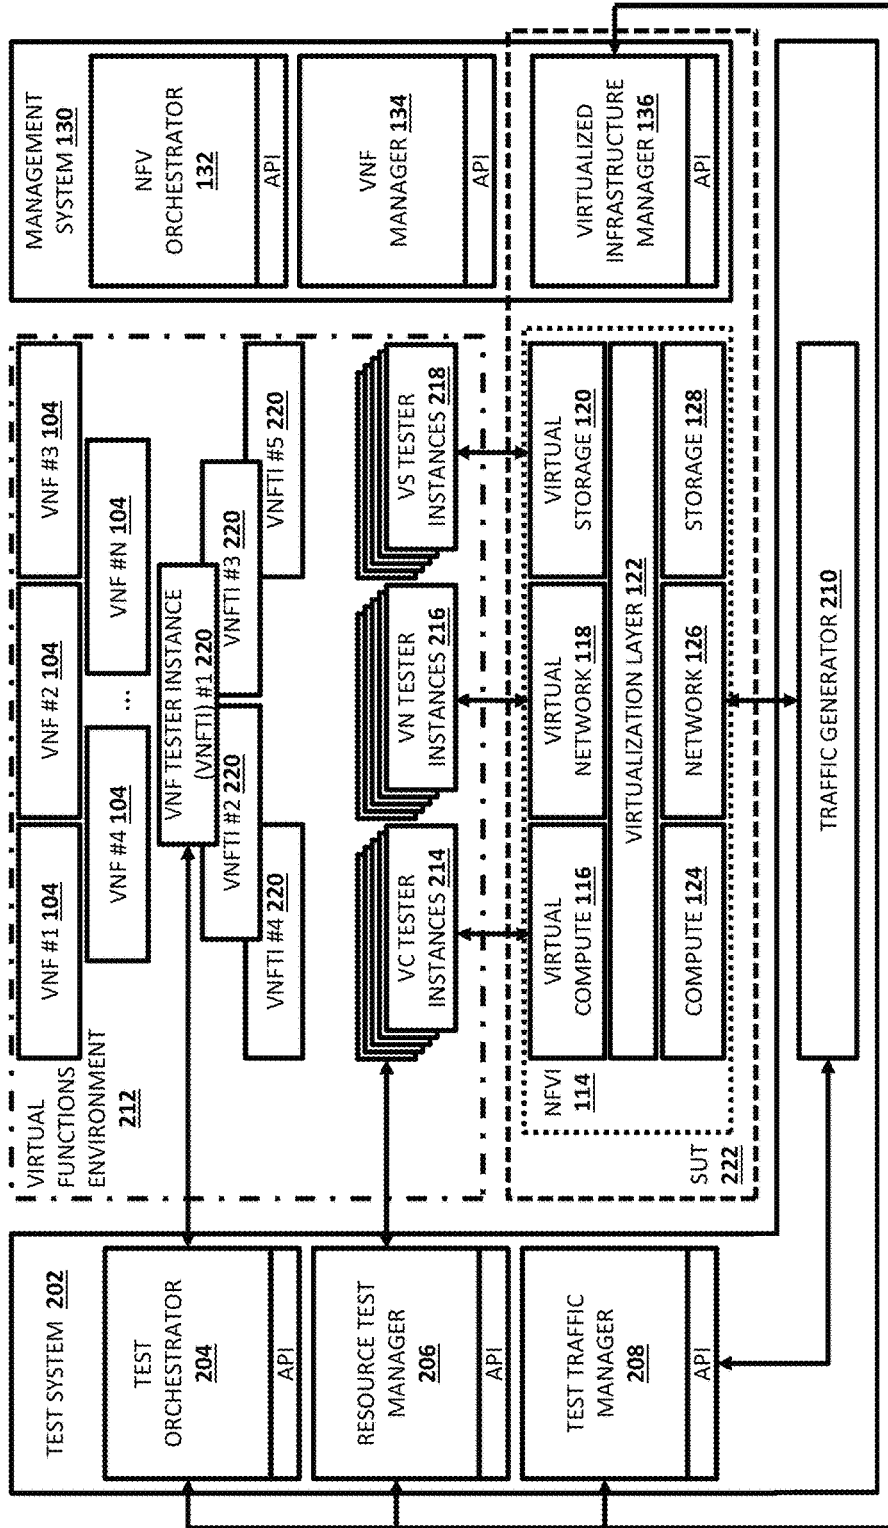 TEST SYSTEM 202
TEST
ORCHESTRATOR
204
API
RESOURCE TEST
MANAGER
206
API
TEST TRAFFIC
MANAGER
208
API
VIRTUAL
FUNCTIONS
ENVIRONMENT
212
VNF #1 104
VNF #2 104
VNF #3 104
VNF #4 104
...
VNF #N 104
VNF TESTER INSTANCE
(VNFTI) #1 220
VNFTI #2 220
VNFTI #3 220
VNFTI #4 220
VNFTI #5 220
VC TESTER
INSTANCES 214
VN TESTER
INSTANCES 216
VS TESTER
INSTANCES 218
NFVI
114
VIRTUAL
COMPUTE 116
VIRTUAL
NETWORK 118
VIRTUAL
STORAGE 120
VIRTUALIZATION LAYER 122
COMPUTE 124
NETWORK 126
STORAGE 128
SUT
222
TRAFFIC GENERATOR 210
MANAGEMENT
SYSTEM 130
NFV
ORCHESTRATOR
132
API
VNF
MANAGER 134
API
VIRTUALIZED
INFRASTRUCTURE
MANAGER 136
API